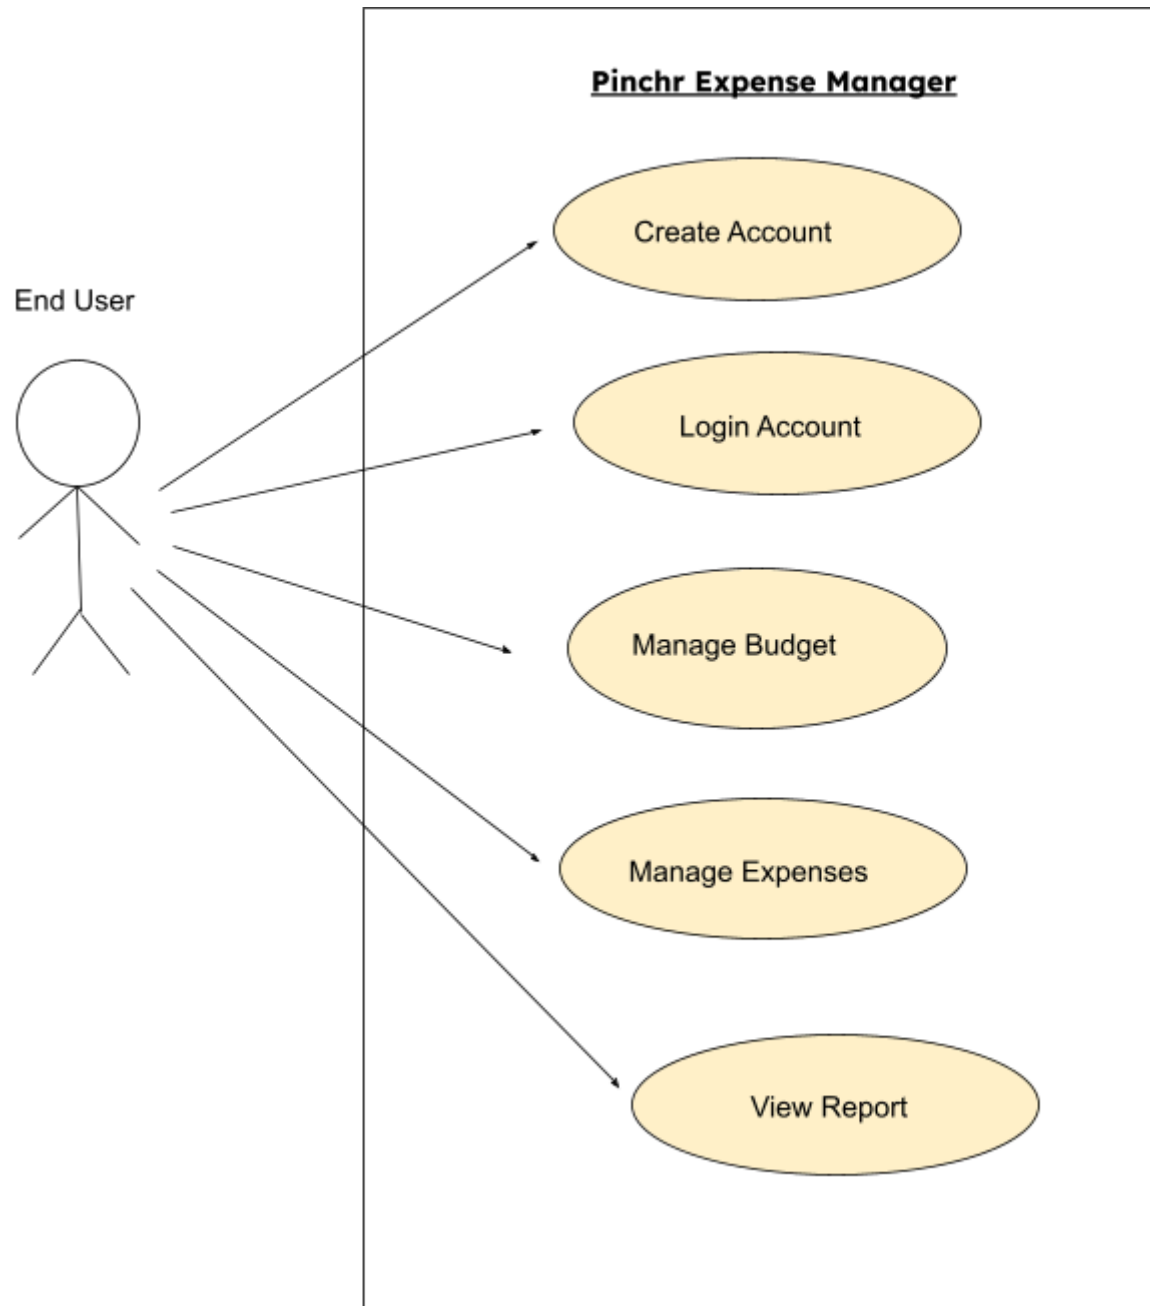 Pinchr Expense Manager
Create Account
End User
Login Account
Manage Budget
Manage Expenses
View Report